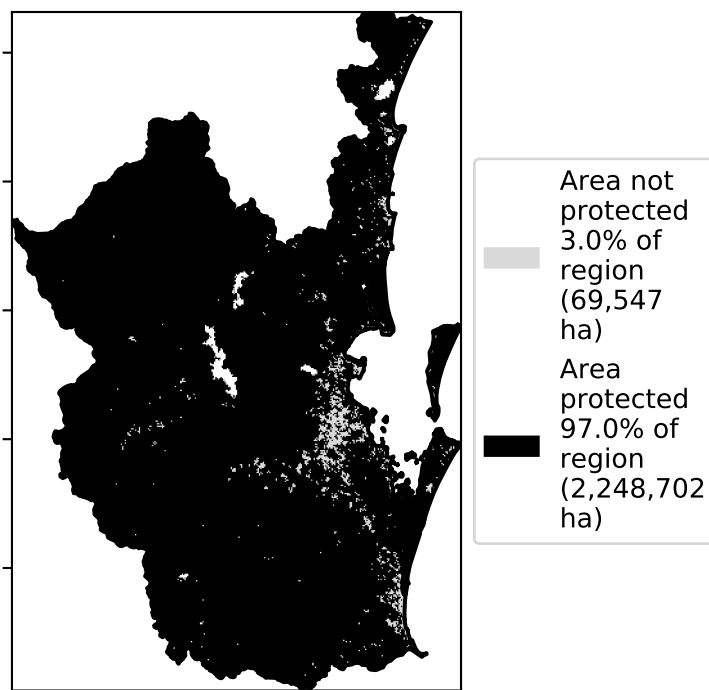 Area not
protected
3.0% of
region
(69,547
ha)
Area
protected
97.0% of
region
(2,248,702
ha)